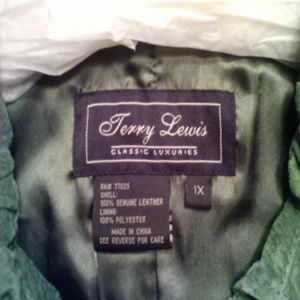 Terry Lewis
CLASSIC LUXURIES
1X
RN# 77025
SHELL:
100% GENUINE LEATHER
LINING:
100% POLYESTER
MADE IN CHINA
SEE REVERSE FOR CARE